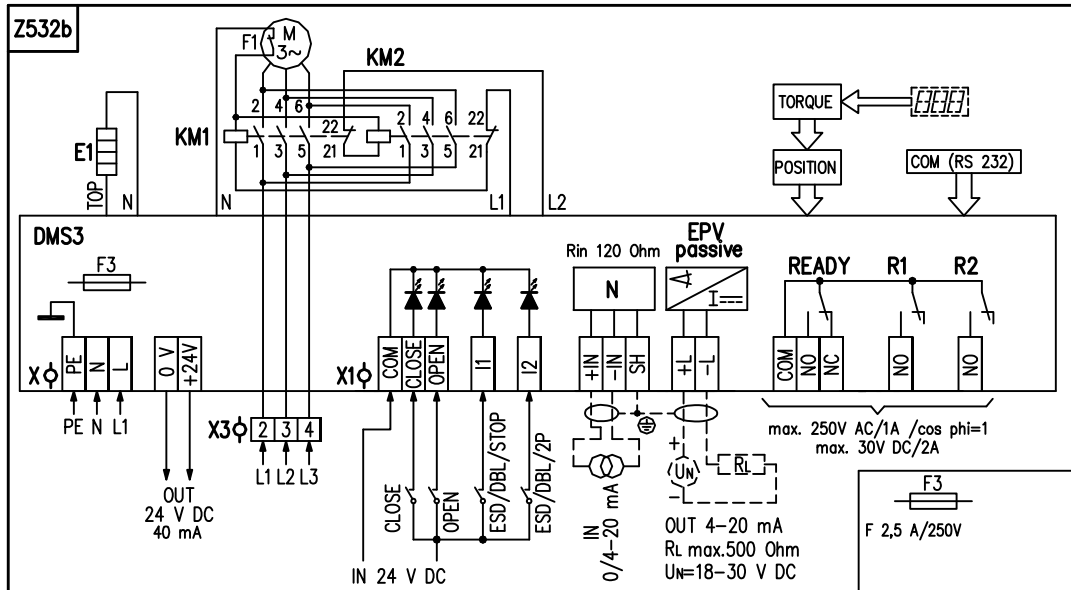 Z532b
F1
M
3~
KM2
2 4 6
22
2 4 6
22
KM1
1 3 5
21
1 3 5
21
E1
TOP
N
N
L1
L2
TORQUE
POSITION
COM (RS 232)
DMS3
F3
Rin 120 Ohm
N
EPV
passive
I
READY R1 R2
X
PE
N
L
0 V
+24V
X1
COM
CLOSE
OPEN
I1
I2
+IN
-IN
SH
+L
-L
COM
NO
NC
NO
NO
PE N L1
X3
2 3 4
L1 L2 L3
OUT
24 V DC
40 mA
CLOSE
OPEN
ESD/DBL/STOP
ESD/DBL/2P
IN 24 V DC
IN
0/4-20 mA
+
UN
-
RL
OUT 4-20 mA
RL max.500 Ohm
UN=18-30 V DC
max. 250V AC/1A /cos phi=1
max. 30V DC/2A
F3
F 2,5 A/250V